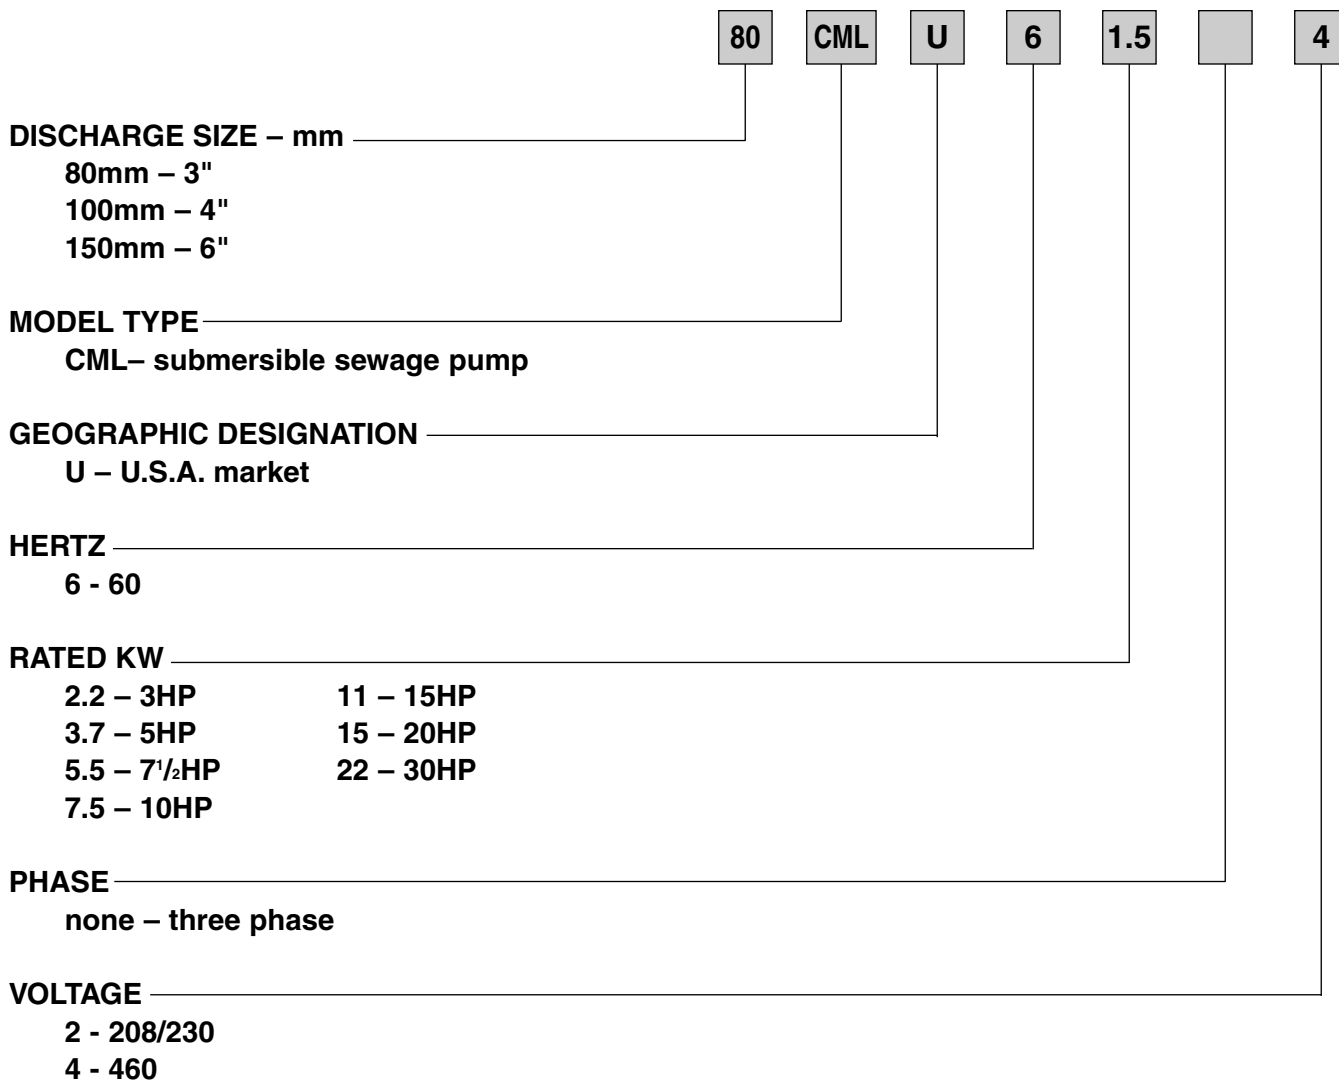 80 CML U 6 1.5 4
DISCHARGE SIZE – mm
80mm – 3"
100mm – 4"
150mm – 6"
MODEL TYPE
CML– submersible sewage pump
GEOGRAPHIC DESIGNATION
U – U.S.A. market
HERTZ
6 - 60
RATED KW
2.2 – 3HP 11 – 15HP
3.7 – 5HP 15 – 20HP
5.5 – 7¹/₂HP 22 – 30HP
7.5 – 10HP
PHASE
none – three phase
VOLTAGE
2 - 208/230
4 - 460